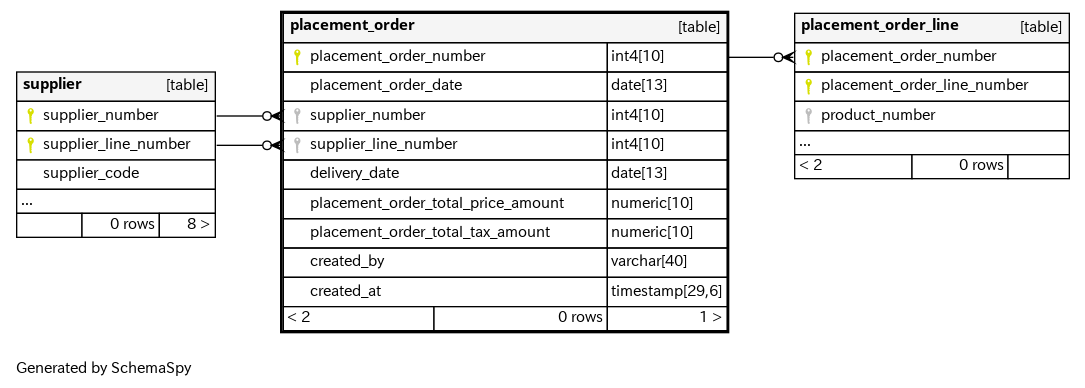 supplier [table]
supplier_number
supplier_line_number
supplier_code
...
0 rows 8 >
placement_order [table]
placement_order_number int4[10]
placement_order_date date[13]
supplier_number int4[10]
supplier_line_number int4[10]
delivery_date date[13]
placement_order_total_price_amount numeric[10]
placement_order_total_tax_amount numeric[10]
created_by varchar[40]
created_at timestamp[29,6]
< 2 0 rows 1 >
placement_order_line [table]
placement_order_number
placement_order_line_number
product_number
...
< 2 0 rows
Generated by SchemaSpy